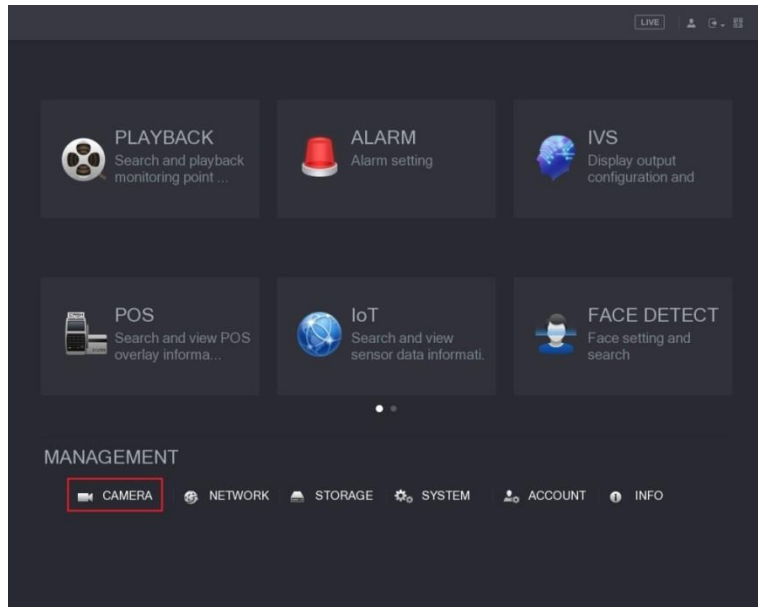 LIVE
PLAYBACK
Search and playback
monitoring point ...
ALARM
Alarm setting
IVS
Display output
configuration and
POS
Search and view POS
overlay informa...
IoT
Search and view
sensor data informati.
FACE DETECT
Face setting and
search
MANAGEMENT
CAMERA NETWORK STORAGE SYSTEM ACCOUNT INFO